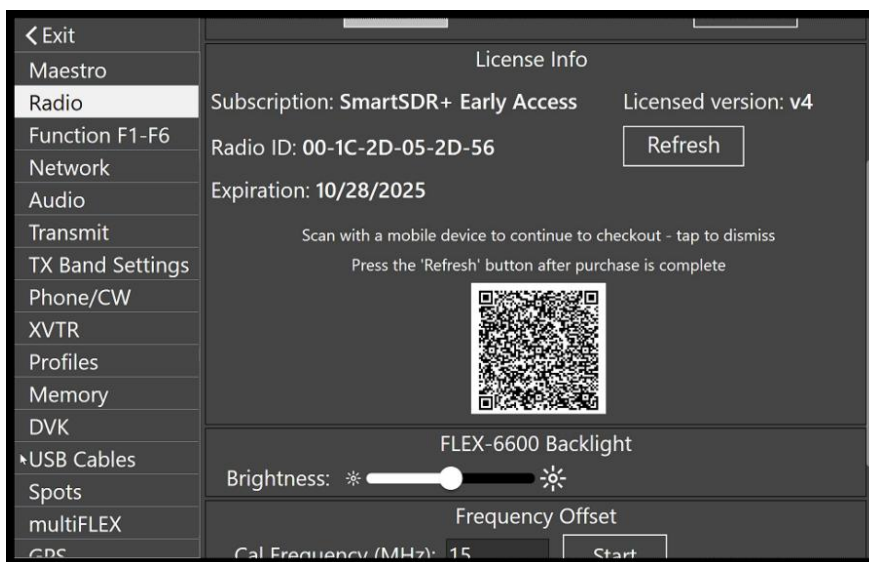 Exit
Maestro
Radio
Function F1-F6
Network
Audio
Transmit
TX Band Settings
Phone/CW
XVTR
Profiles
Memory
DVK
USB Cables
Spots
multiFLEX
GPS
License Info
Subscription: SmartSDR+ Early Access
Licensed version: v4
Radio ID: 00-1C-2D-05-2D-56
Refresh
Expiration: 10/28/2025
Scan with a mobile device to continue to checkout - tap to dismiss
Press the 'Refresh' button after purchase is complete
FLEX-6600 Backlight
Brightness:
Frequency Offset
Cal Frequency (MHz): 15
Start